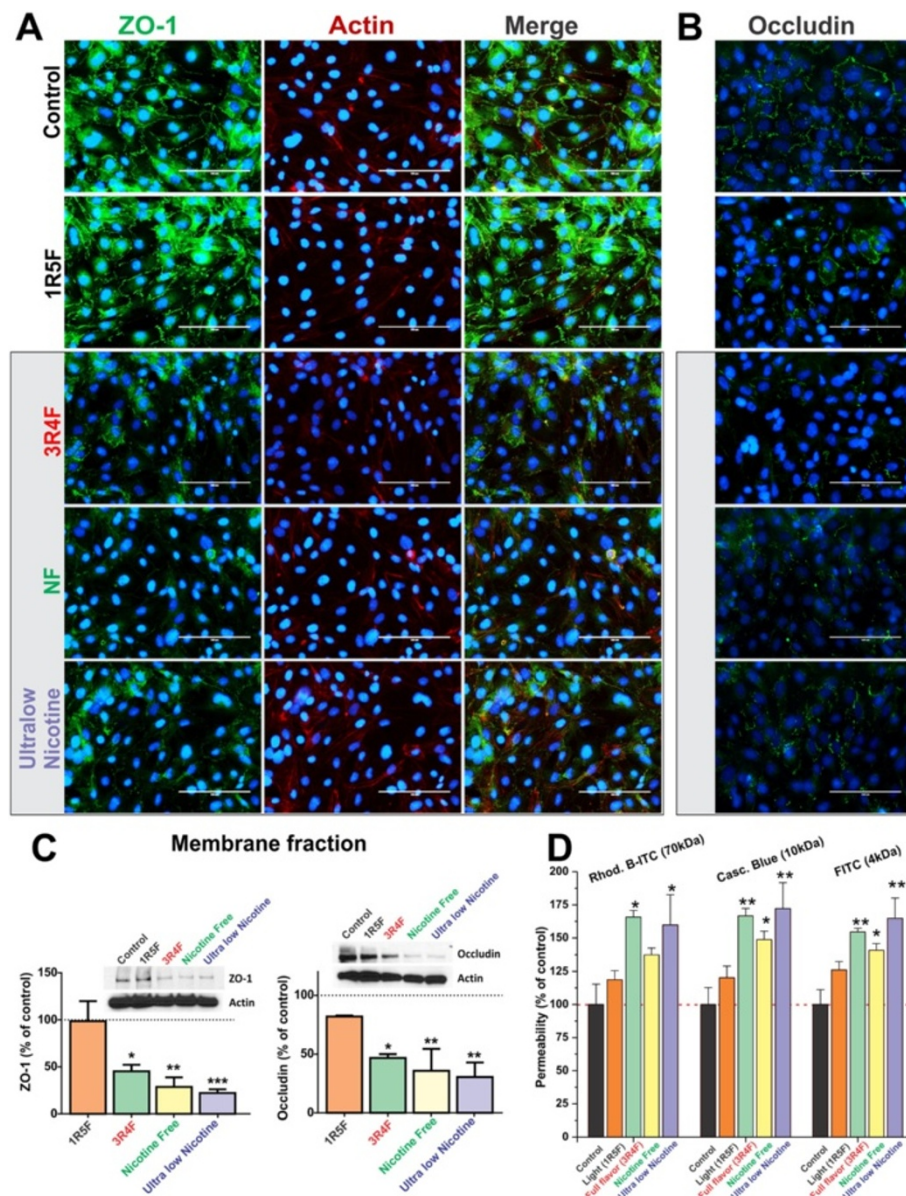 A
ZO-1
Actin
Merge
B
Occludin
Control
1R5F
3R4F
NF
Ultralow
Nicotine
C
Membrane fraction
Control
1R5F
3R4F
Nicotine Free
Ultra low Nicotine
ZO-1
Actin
ZO-1 (% of control)
150
100
50
0
*
**
***
1R5F
3R4F
Nicotine Free
Ultra low Nicotine
Control
1R5F
3R4F
Nicotine Free
Ultra low Nicotine
Occludin
Actin
Occludin (% of control)
100
50
0
*
**
**
1R5F
3R4F
Nicotine Free
Ultra low Nicotine
D
Rhod. B-ITC (70kDa)
Casc. Blue (10kDa)
FITC (4kDa)
Permeability (% of control)
200
175
150
125
100
75
50
25
0
*
*
**
*
**
**
*
**
Control
Light (1R5F)
Full flavor (3R4F)
Nicotine Free
Ultra low Nicotine
Control
Light (1R5F)
Full flavor (3R4F)
Nicotine Free
Ultra low Nicotine
Control
Light (1R5F)
Full flavor (3R4F)
Nicotine Free
Ultra low Nicotine